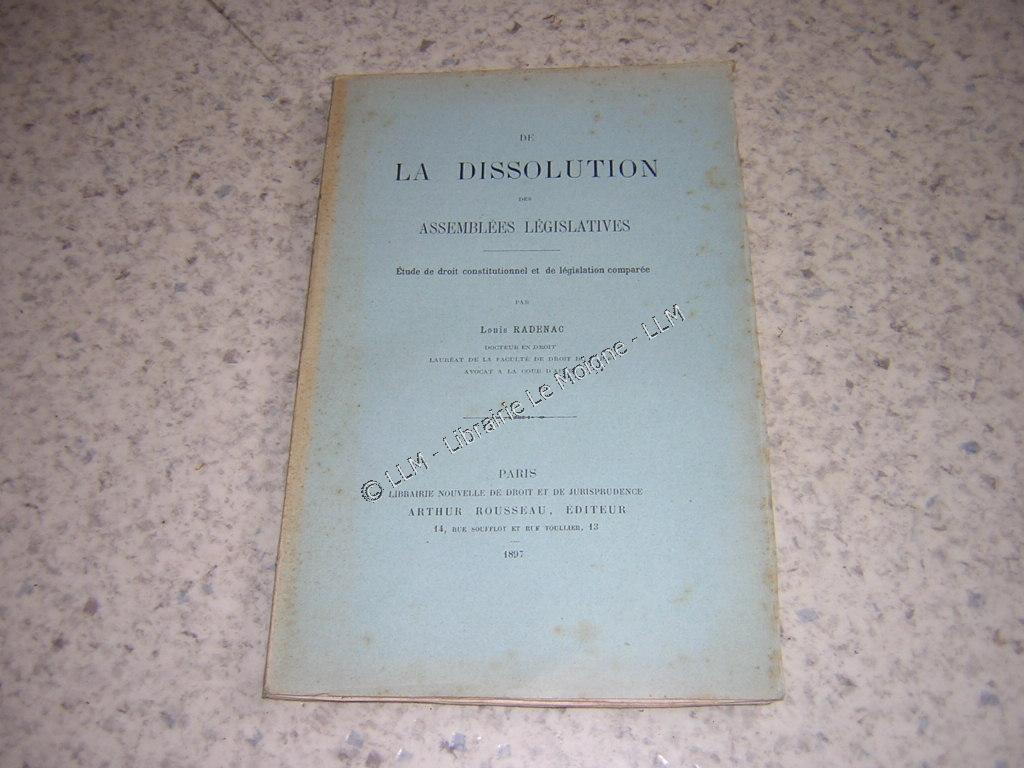 DE
LA DISSOLUTION
DES
ASSEMBLÉES LÉGISLATIVES
Étude de droit constitutionnel et de législation comparée
PAR
Louis RADENAC
DOCTEUR EN DROIT
LAURÉAT DE LA FACULTÉ DE DROIT
AVOCAT A LA COUR
© LLM - Librairie Le Moigne - LLM
PARIS
LIBRAIRIE NOUVELLE DE DROIT ET DE JURISPRUDENCE
ARTHUR ROUSSEAU, EDITEUR
14, RUE SOUFFLOT ET RUE TOULLIER, 13
1897